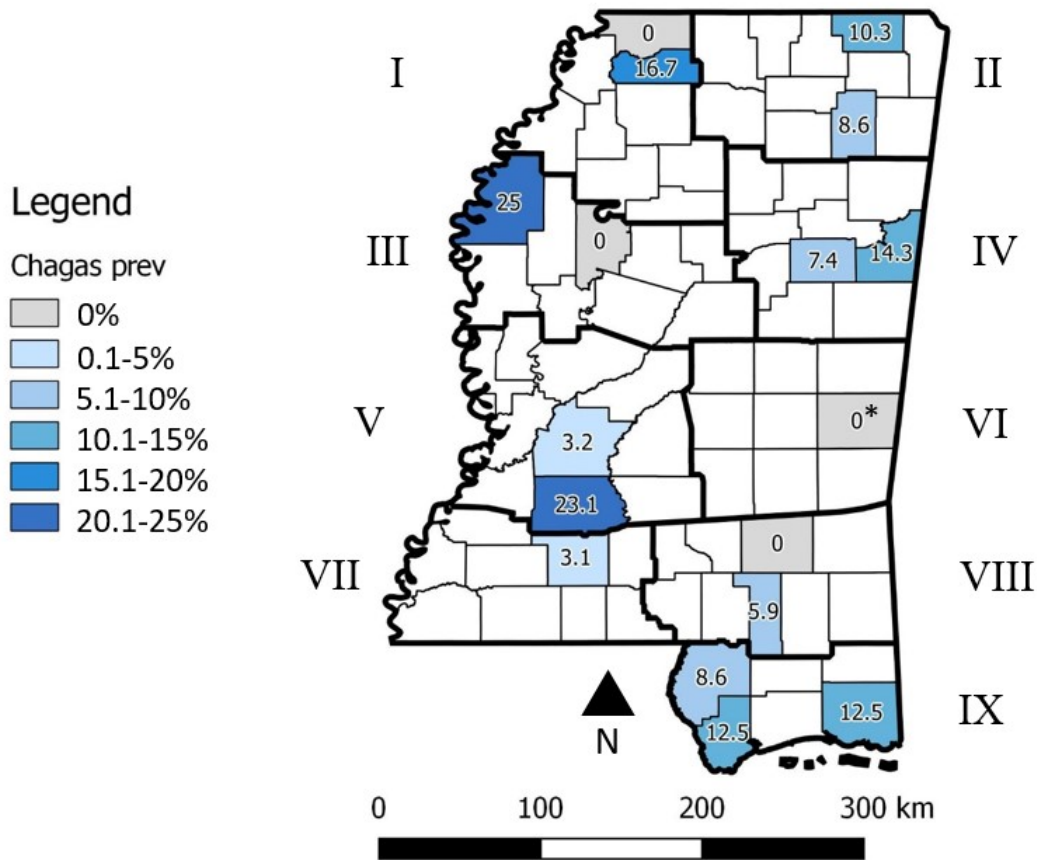 0
10.3
I
II
16.7
8.6
Legend
25
III
0
IV
14.3
7.4
Chagas prev
0%
0.1-5%
5.1-10%
10.1-15%
15.1-20%
20.1-25%
V
0*
VI
3.2
23.1
VII
3.1
0
VIII
5.9
8.6
IX
12.5
12.5
N
0 100 200 300 km